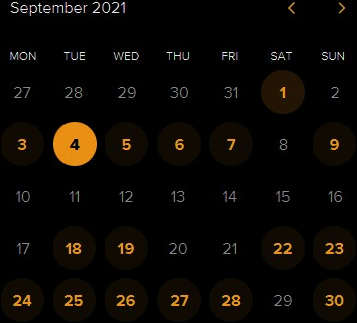 September 2021
MON TUE WED THU FRI SAT SUN
27 28 29 30 31 1 2
3 4 5 6 7 8 9
10 11 12 13 14 15 16
17 18 19 20 21 22 23
24 25 26 27 28 29 30